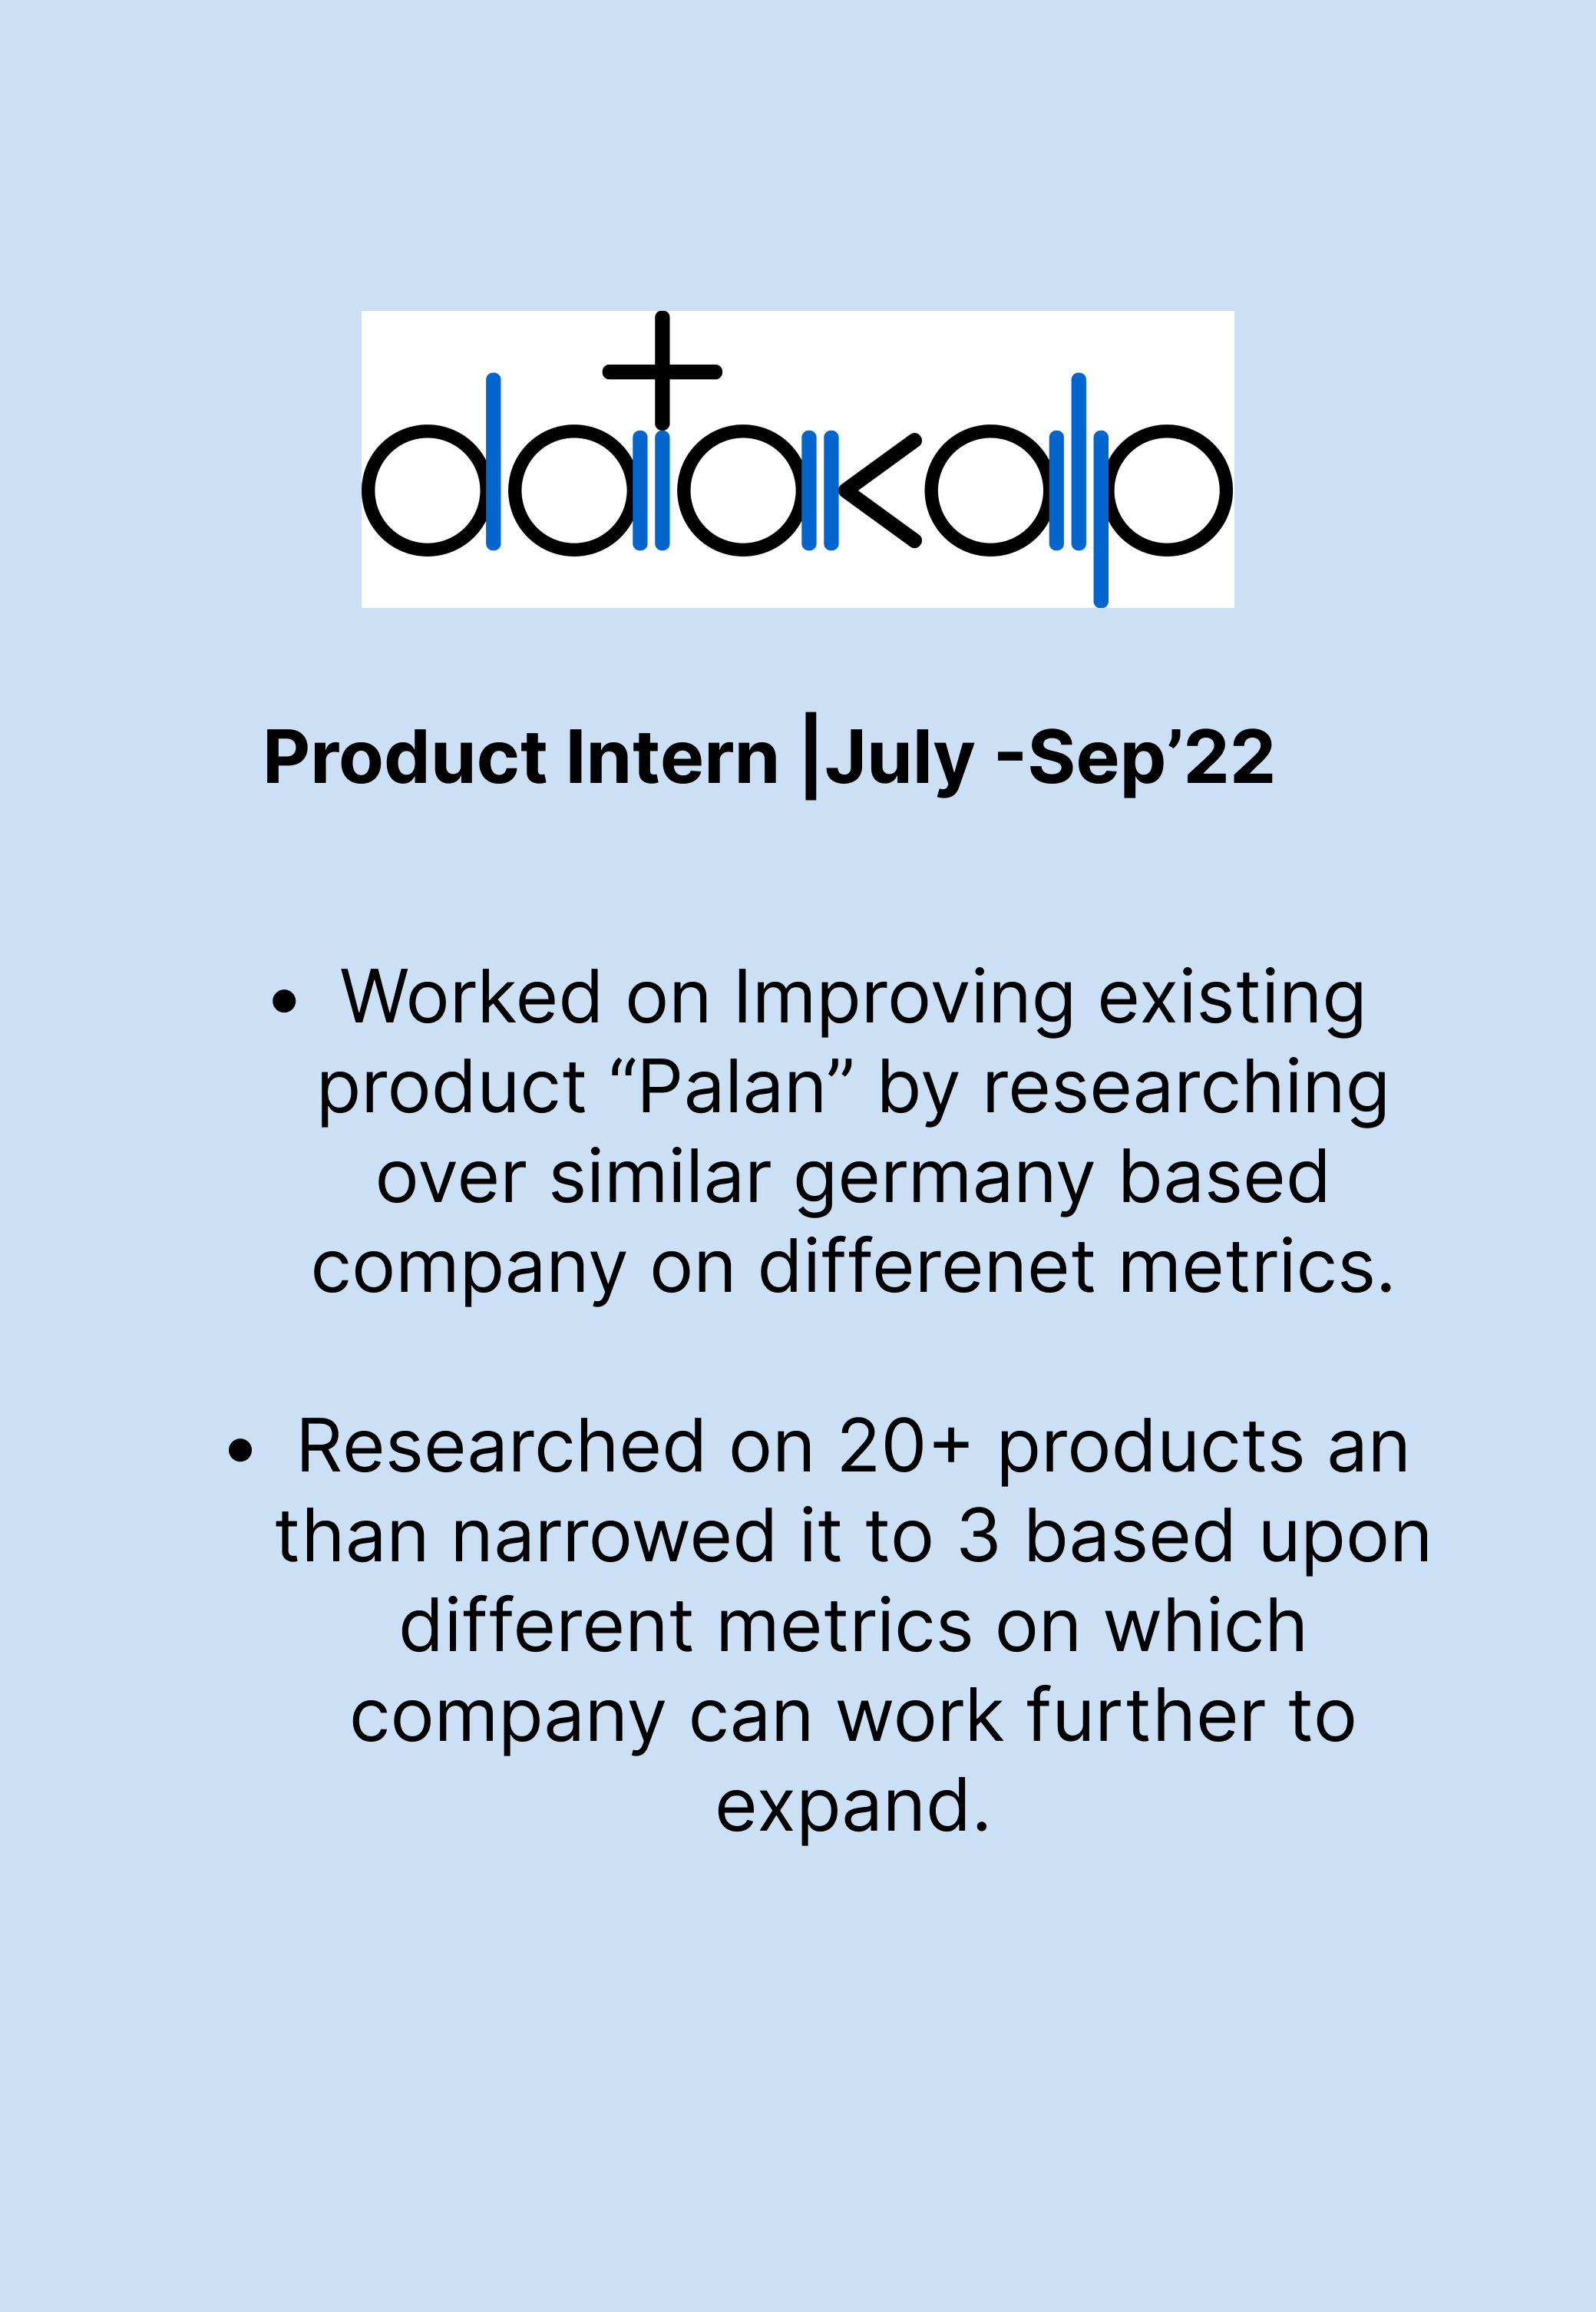 datakalp
Product Intern |July -Sep’22
• Worked on Improving existing
product “Palan” by researching
over similar germany based
company on differenet metrics.
• Researched on 20+ products an
than narrowed it to 3 based upon
different metrics on which
company can work further to
expand.